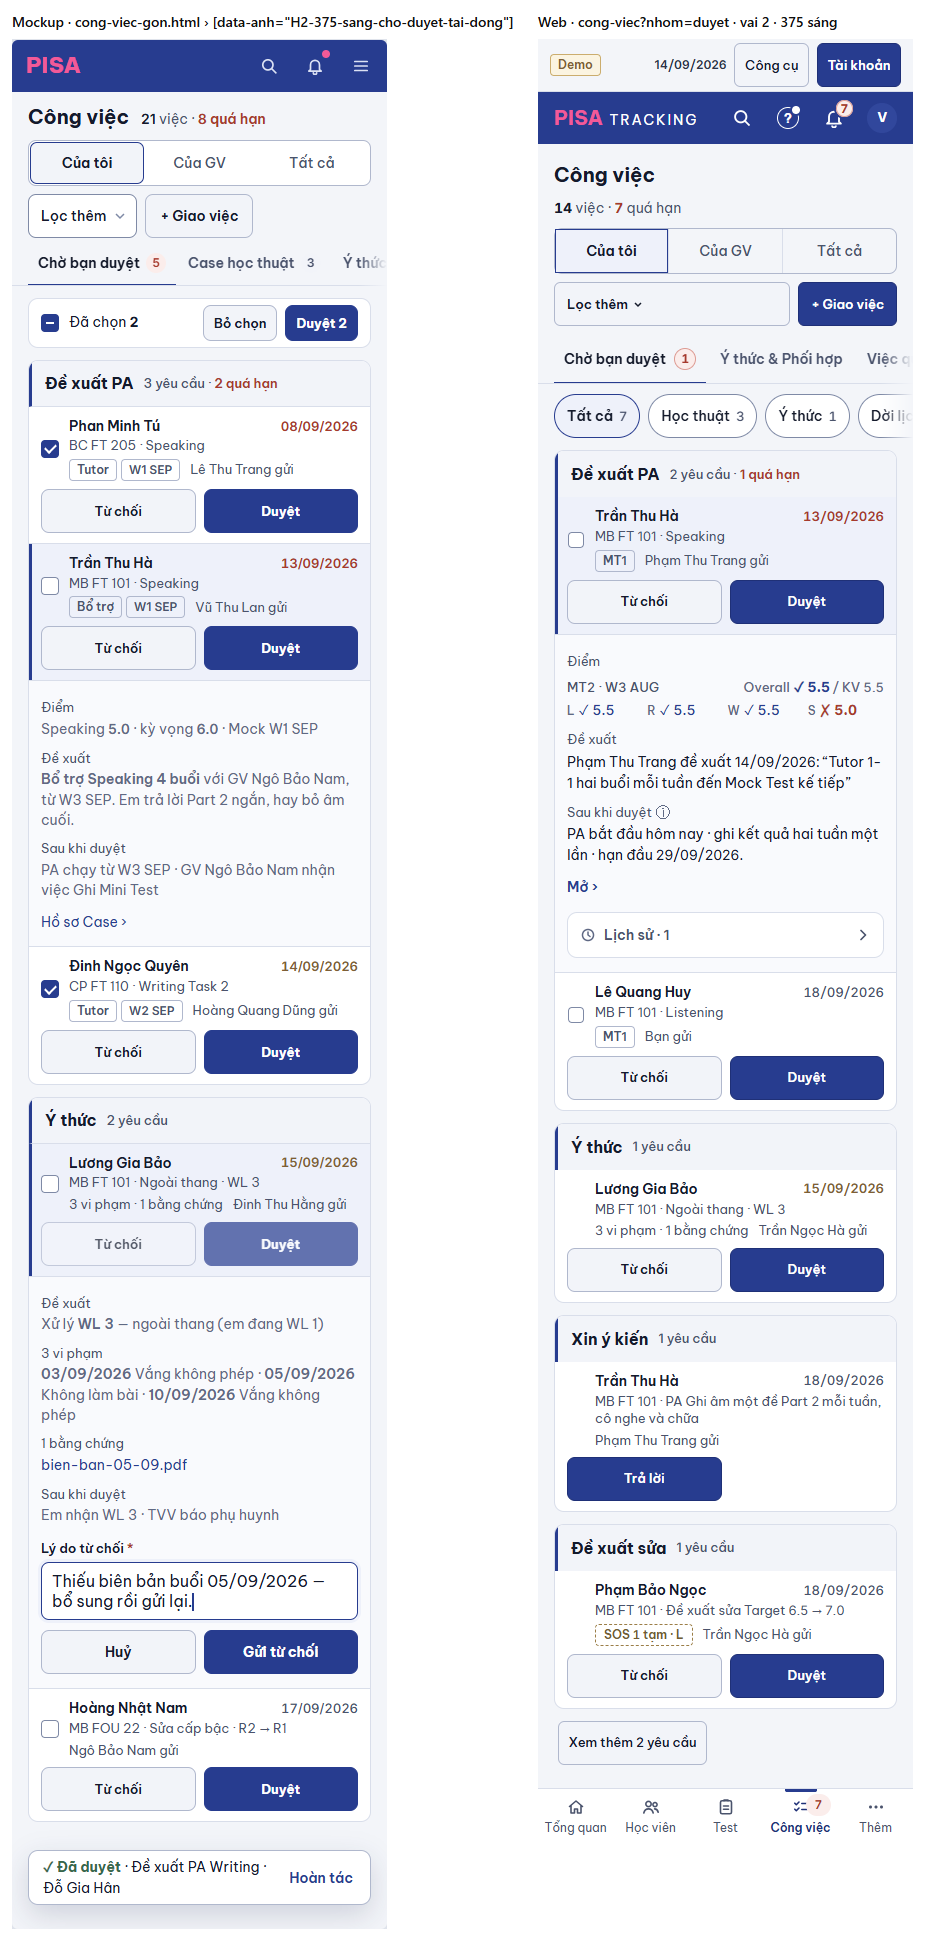 Mockup · cong-viec-gon.html › [data-anh="H2-375-sang-cho-duyet-tai-dong"]
PISA
Công việc 21 việc · 8 quá hạn
Của tôi Của GV Tất cả
Lọc thêm + Giao việc
Chờ bạn duyệt 5 Case học thuật 3 Ý thức
Đã chọn 2 Bỏ chọn Duyệt 2
Đề xuất PA 3 yêu cầu · 2 quá hạn
Phan Minh Tú 08/09/2026
BC FT 205 · Speaking
Tutor W1 SEP Lê Thu Trang gửi
Từ chối Duyệt
Trần Thu Hà 13/09/2026
MB FT 101 · Speaking
Bổ trợ W1 SEP Vũ Thu Lan gửi
Từ chối Duyệt
Điểm
Speaking 5.0 · kỳ vọng 6.0 · Mock W1 SEP
Đề xuất
Bổ trợ Speaking 4 buổi với GV Ngô Bảo Nam,
từ W3 SEP. Em trả lời Part 2 ngắn, hay bỏ âm
cuối.
Sau khi duyệt
PA chạy từ W3 SEP · GV Ngô Bảo Nam nhận
việc Ghi Mini Test
Hồ sơ Case ›
Đinh Ngọc Quyên 14/09/2026
CP FT 110 · Writing Task 2
Tutor W2 SEP Hoàng Quang Dũng gửi
Từ chối Duyệt
Ý thức 2 yêu cầu
Lương Gia Bảo 15/09/2026
MB FT 101 · Ngoài thang · WL 3
3 vi phạm · 1 bằng chứng Đinh Thu Hằng gửi
Từ chối Duyệt
Đề xuất
Xử lý WL 3 — ngoài thang (em đang WL 1)
3 vi phạm
03/09/2026 Vắng không phép · 05/09/2026
Không làm bài · 10/09/2026 Vắng không
phép
1 bằng chứng
bien-ban-05-09.pdf
Sau khi duyệt
Em nhận WL 3 · TVV báo phụ huynh
Lý do từ chối *
Thiếu biên bản buổi 05/09/2026 —
bổ sung rồi gửi lại.
Huỷ Gửi từ chối
Hoàng Nhật Nam 17/09/2026
MB FOU 22 · Sửa cấp bậc · R2 → R1
Ngô Bảo Nam gửi
Từ chối Duyệt
✓ Đã duyệt · Đề xuất PA Writing ·
Đỗ Gia Hân
Hoàn tác
Web · cong-viec?nhom=duyet · vai 2 · 375 sáng
Demo 14/09/2026 Công cụ Tài khoản
PISA TRACKING ? 7 V
Công việc
14 việc · 7 quá hạn
Của tôi Của GV Tất cả
Lọc thêm + Giao việc
Chờ bạn duyệt 1 Ý thức & Phối hợp Việc q
Tất cả 7 Học thuật 3 Ý thức 1 Dời lịc
Đề xuất PA 2 yêu cầu · 1 quá hạn
Trần Thu Hà 13/09/2026
MB FT 101 · Speaking
MT1 Phạm Thu Trang gửi
Từ chối Duyệt
Điểm
MT2 · W3 AUG Overall ✓ 5.5 / KV 5.5
L ✓ 5.5 R ✓ 5.5 W ✓ 5.5 S ✗ 5.0
Đề xuất
Phạm Thu Trang đề xuất 14/09/2026: “Tutor 1-
1 hai buổi mỗi tuần đến Mock Test kế tiếp”
Sau khi duyệt ⓘ
PA bắt đầu hôm nay · ghi kết quả hai tuần một
lần · hạn đầu 29/09/2026.
Mở ›
Lịch sử · 1
Lê Quang Huy 18/09/2026
MB FT 101 · Listening
MT1 Bạn gửi
Từ chối Duyệt
Ý thức 1 yêu cầu
Lương Gia Bảo 15/09/2026
MB FT 101 · Ngoài thang · WL 3
3 vi phạm · 1 bằng chứng Trần Ngọc Hà gửi
Từ chối Duyệt
Xin ý kiến 1 yêu cầu
Trần Thu Hà 18/09/2026
MB FT 101 · PA Ghi âm một đề Part 2 mỗi tuần,
cô nghe và chữa
Phạm Thu Trang gửi
Trả lời
Đề xuất sửa 1 yêu cầu
Phạm Bảo Ngọc 18/09/2026
MB FT 101 · Đề xuất sửa Target 6.5 → 7.0
SOS 1 tạm · L Trần Ngọc Hà gửi
Từ chối Duyệt
Xem thêm 2 yêu cầu
7
Tổng quan Học viên Test Công việc Thêm